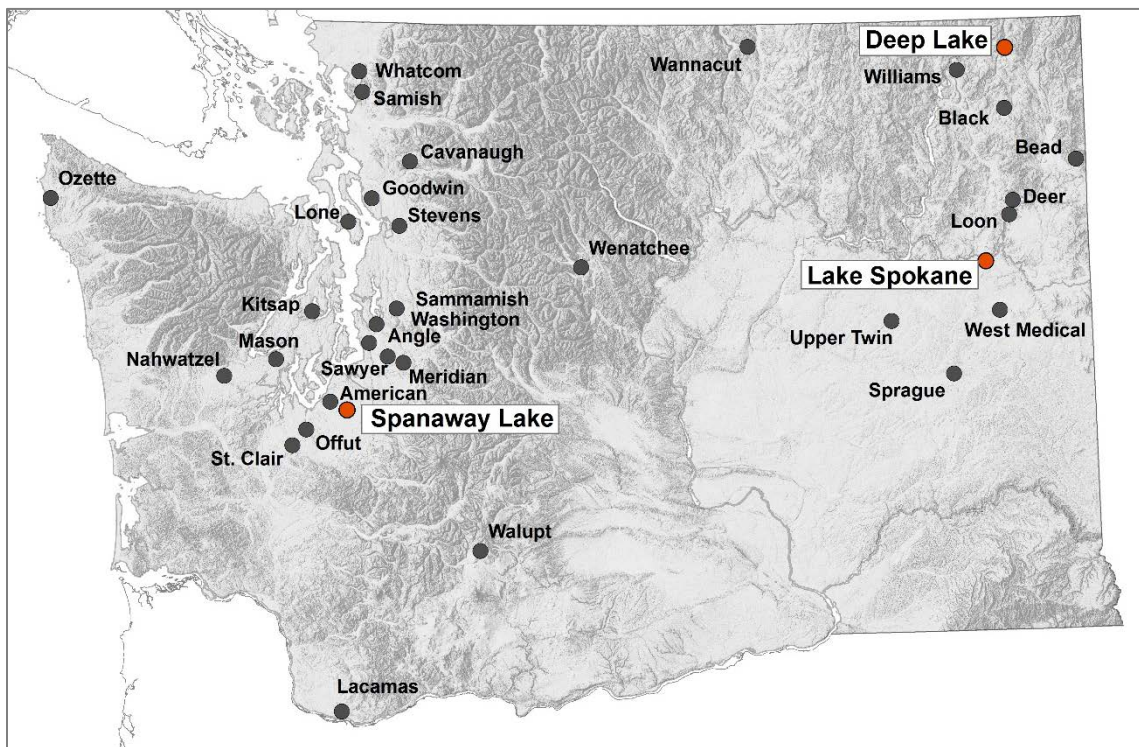 Deep Lake
Wannacut
Williams
Whatcom
Samish
Black
Cavanaugh
Bead
Ozette
Goodwin
Deer
Lone
Stevens
Loon
Wenatchee
Lake Spokane
Kitsap
Sammamish
Washington
West Medical
Upper Twin
Mason
Angle
Nahwatzel
Sawyer
Meridian
Sprague
American
Spanaway Lake
Offut
St. Clair
Walupt
Lacamas